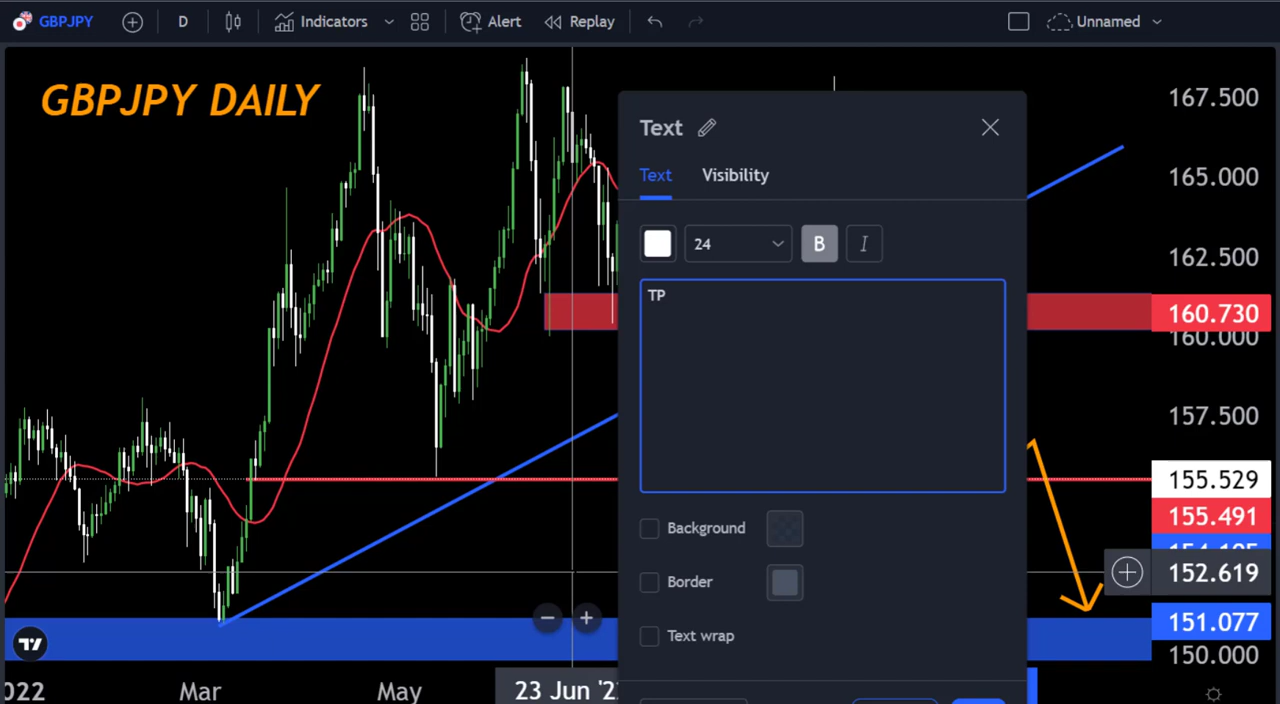 GBPJPY D Indicators Alert Replay Unnamed
GBPJPY DAILY
167.500
Text
165.000
Text Visibility
24 B I
162.500
TP
160.730
160.000
157.500
155.529
155.491
Background
152.619
Border
151.077
Text wrap
150.000
2022 Mar May 23 Jun '2